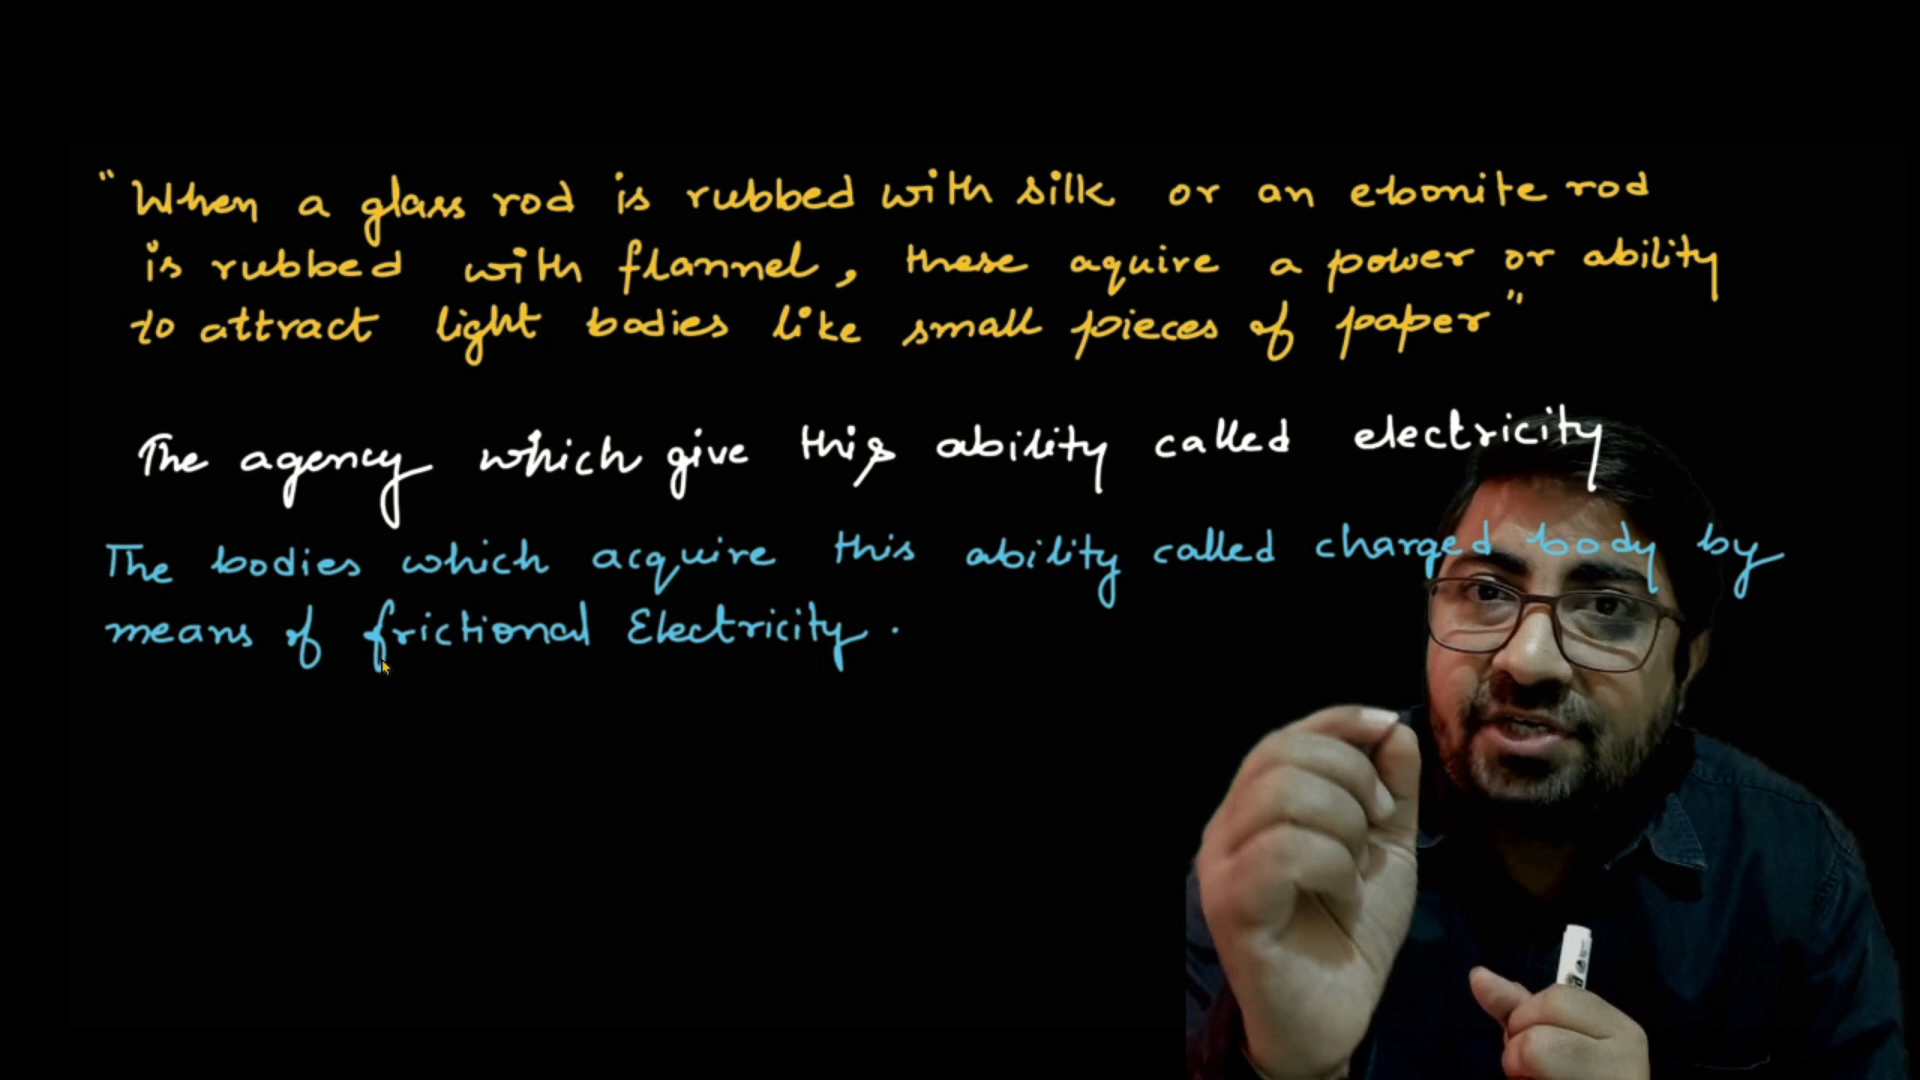 "When a glass rod is rubbed with silk or an ebonite rod
is rubbed with flannel, these aquire a power or ability
to attract light bodies like small pieces of paper"
The agency which give this ability called electricity
The bodies which acquire this ability called charged body by
means of frictional Electricity.